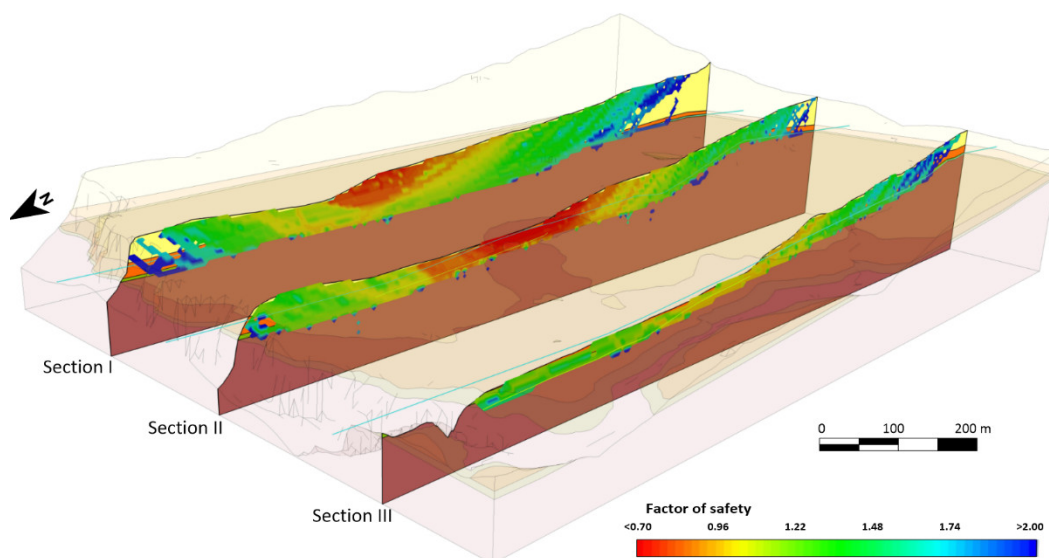 N
Section I
Section II
Section III
0 100 200 m
Factor of safety
<0.70 0.96 1.22 1.48 1.74 >2.00